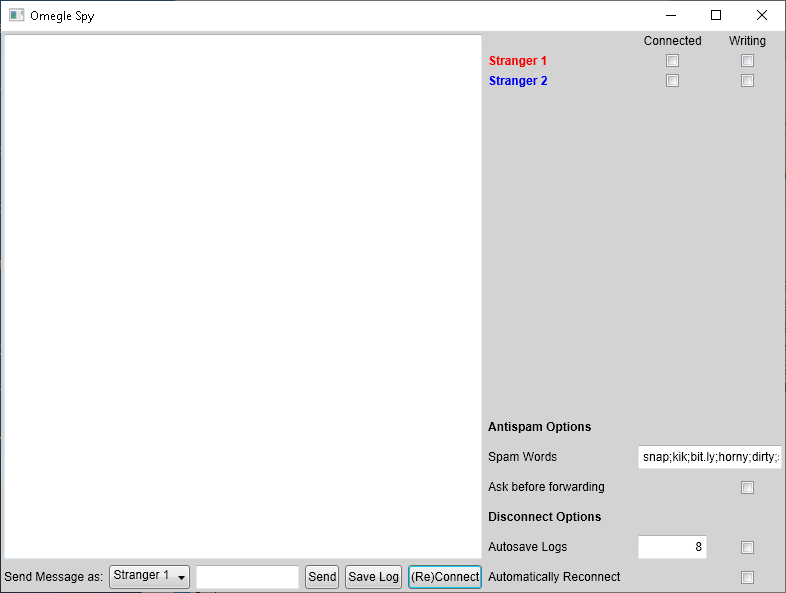 Omegle Spy
Connected Writing
Stranger 1
Stranger 2
Antispam Options
Spam Words snap;kik;bit.ly;horny;dirty;
Ask before forwarding
Disconnect Options
Autosave Logs 8
Automatically Reconnect
Send Message as: Stranger 1 Send Save Log (Re)Connect